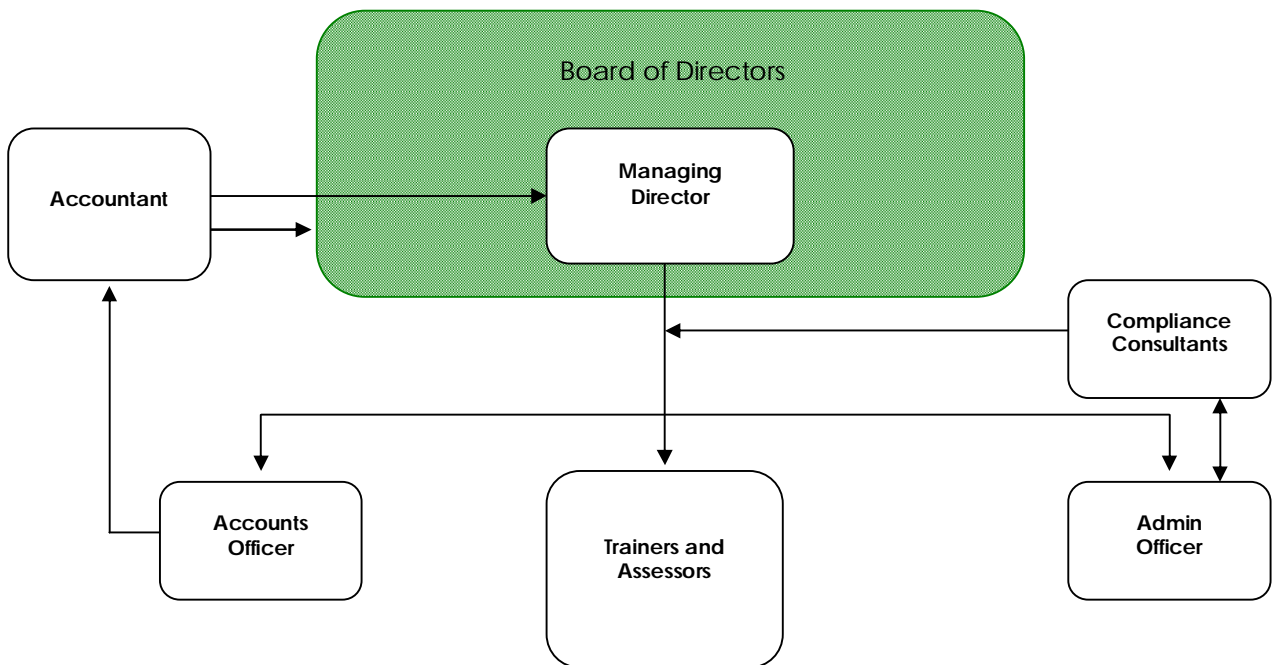 Board of Directors
Managing
Director
Accountant
Compliance
Consultants
Accounts
Officer
Trainers and
Assessors
Admin
Officer